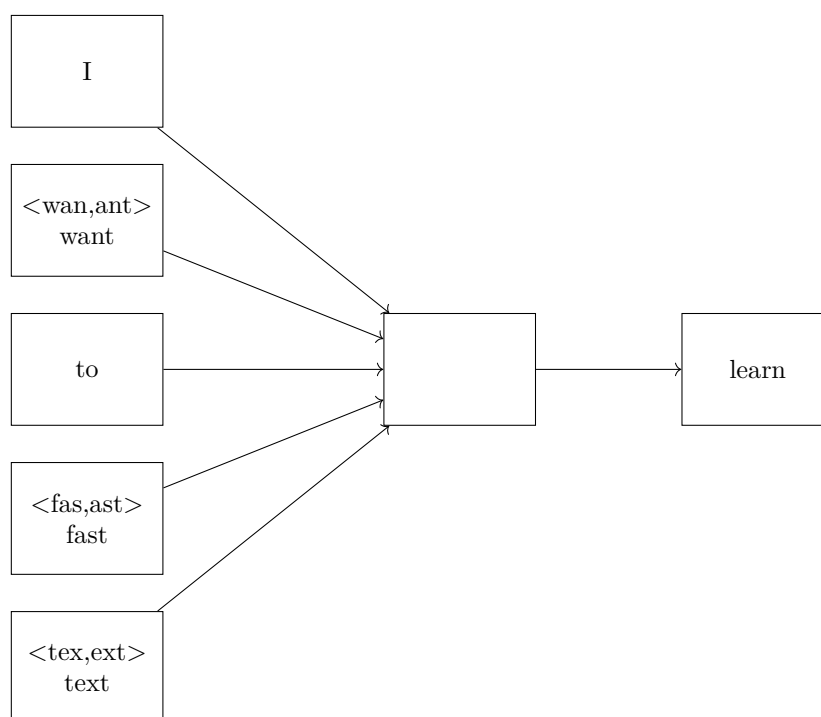 I
<wan,ant>
want
to
<fas,ast>
fast
<tex,ext>
text
learn